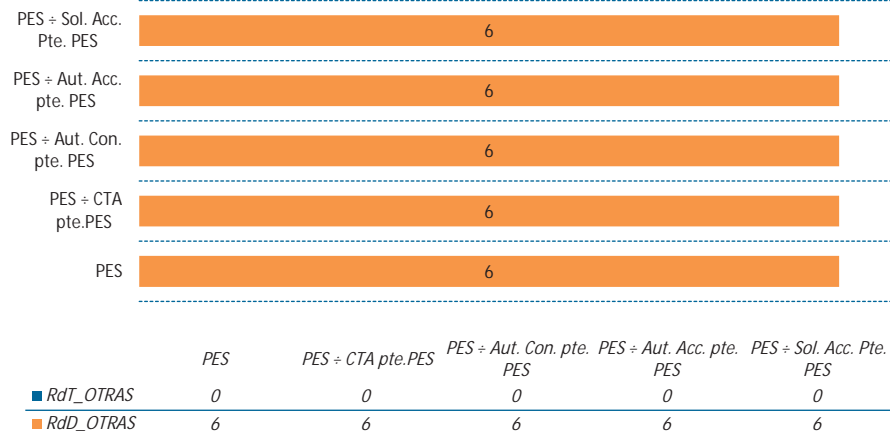 PES ÷ Sol. Acc.
Pte. PES
6
PES ÷ Aut. Acc.
pte. PES
6
PES ÷ Aut. Con.
pte. PES
6
PES ÷ CTA
pte.PES
6
PES
6
PES PES ÷ CTA pte.PES PES ÷ Aut. Con. pte. PES ÷ Aut. Acc. pte. PES ÷ Sol. Acc. Pte.
PES PES PES
RdT_OTRAS 0 0 0 0 0
RdD_OTRAS 6 6 6 6 6